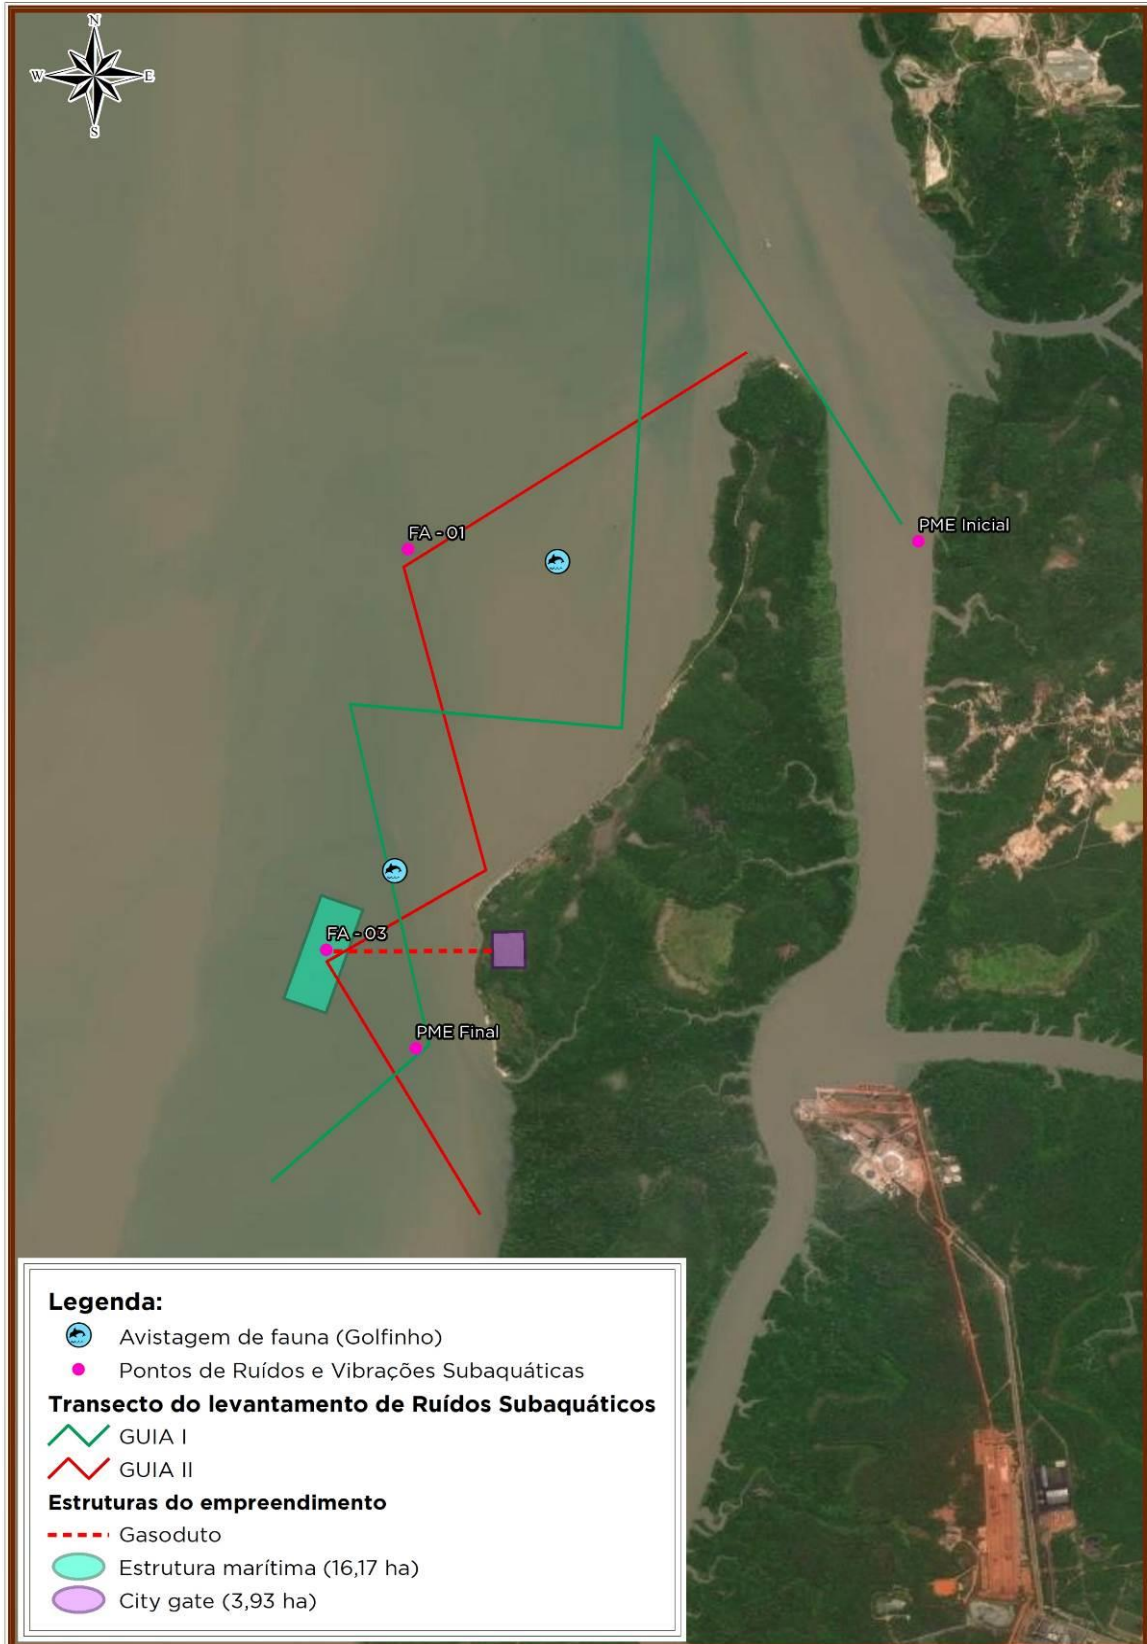 N
W E
S
PME Inicial
FA - 01
FA - 03
PME Final
Legenda:
Avistagem de fauna (Golfinho)
Pontos de Ruídos e Vibrações Subaquáticas
Transecto do levantamento de Ruídos Subaquáticos
GUIA I
GUIA II
Estruturas do empreendimento
Gasoduto
Estrutura marítima (16,17 ha)
City gate (3,93 ha)